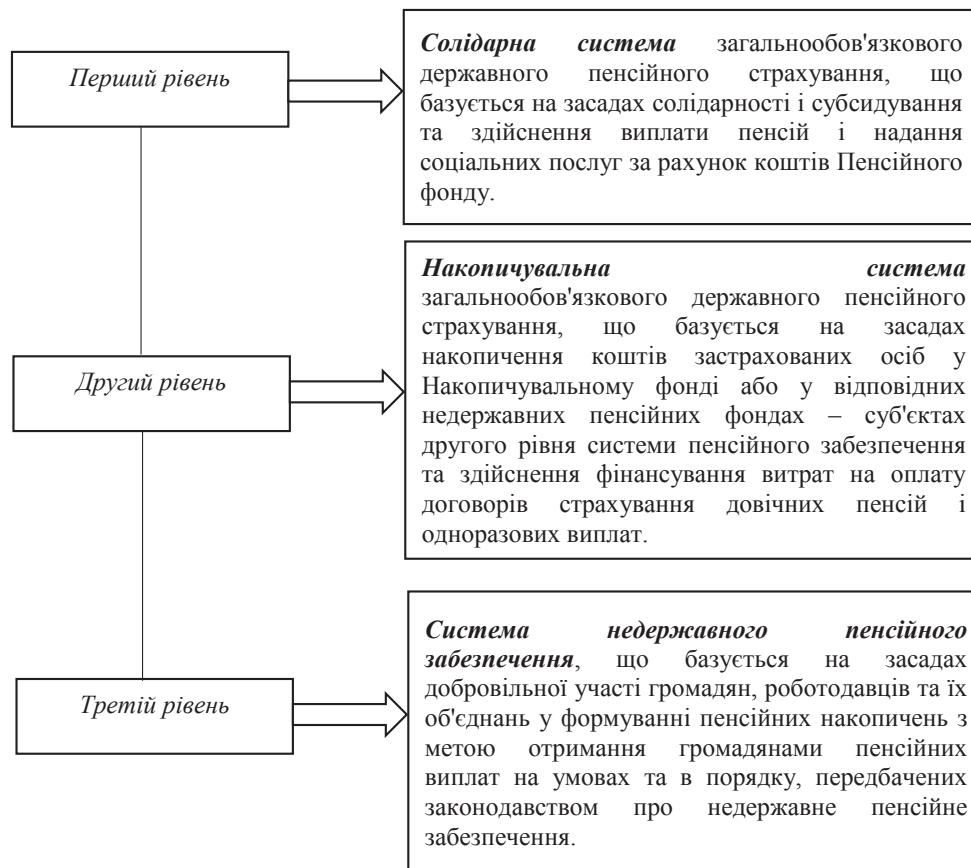 Перший рівень
Солідарна система загальнообов'язкового
державного пенсійного страхування, що
базується на засадах солідарності і субсидування
та здійснення виплати пенсій і надання
соціальних послуг за рахунок коштів Пенсійного
фонду.
Другий рівень
Накопичувальна система
загальнообов'язкового державного пенсійного
страхування, що базується на засадах
накопичення коштів застрахованих осіб у
Накопичувальному фонді або у відповідних
недержавних пенсійних фондах – суб'єктах
другого рівня системи пенсійного забезпечення
та здійснення фінансування витрат на оплату
договорів страхування довічних пенсій і
одноразових виплат.
Третій рівень
Система недержавного пенсійного
забезпечення, що базується на засадах
добровільної участі громадян, роботодавців та їх
об'єднань у формуванні пенсійних накопичень з
метою отримання громадянами пенсійних
виплат на умовах та в порядку, передбачених
законодавством про недержавне пенсійне
забезпечення.